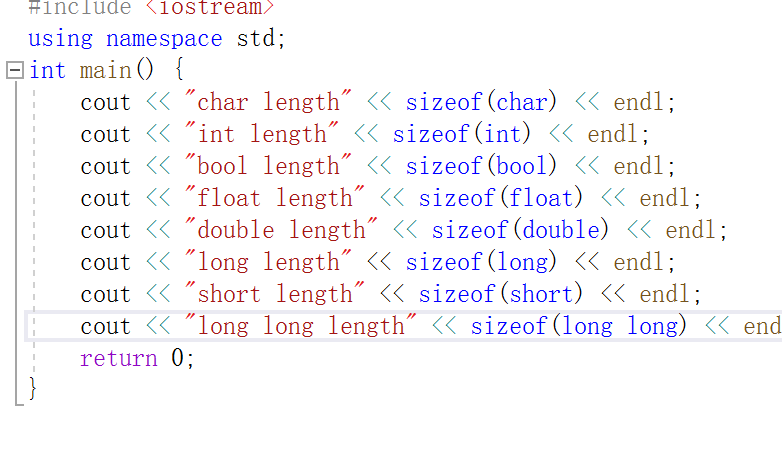 #include <iostream>
using namespace std;
int main() {
cout << "char length" << sizeof(char) << endl;
cout << "int length" << sizeof(int) << endl;
cout << "bool length" << sizeof(bool) << endl;
cout << "float length" << sizeof(float) << endl;
cout << "double length" << sizeof(double) << endl;
cout << "long length" << sizeof(long) << endl;
cout << "short length" << sizeof(short) << endl;
cout << "long long length" << sizeof(long long) << end
return 0;
}